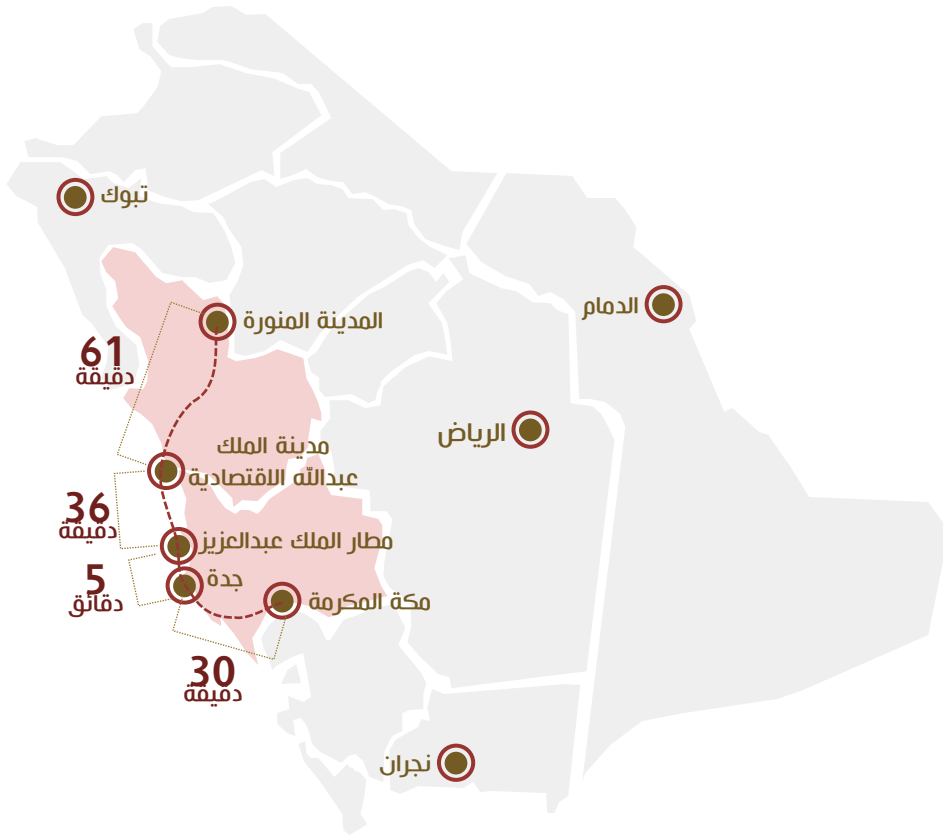 تبوك
المدينة المنورة
الدمام
61
دقيقة
الرياض
مدينة الملك
عبدالله الاقتصادية
36
دقيقة
مطار الملك عبدالعزيز
جدة
5
دقائق
مكة المكرمة
30
دقيقة
نجران